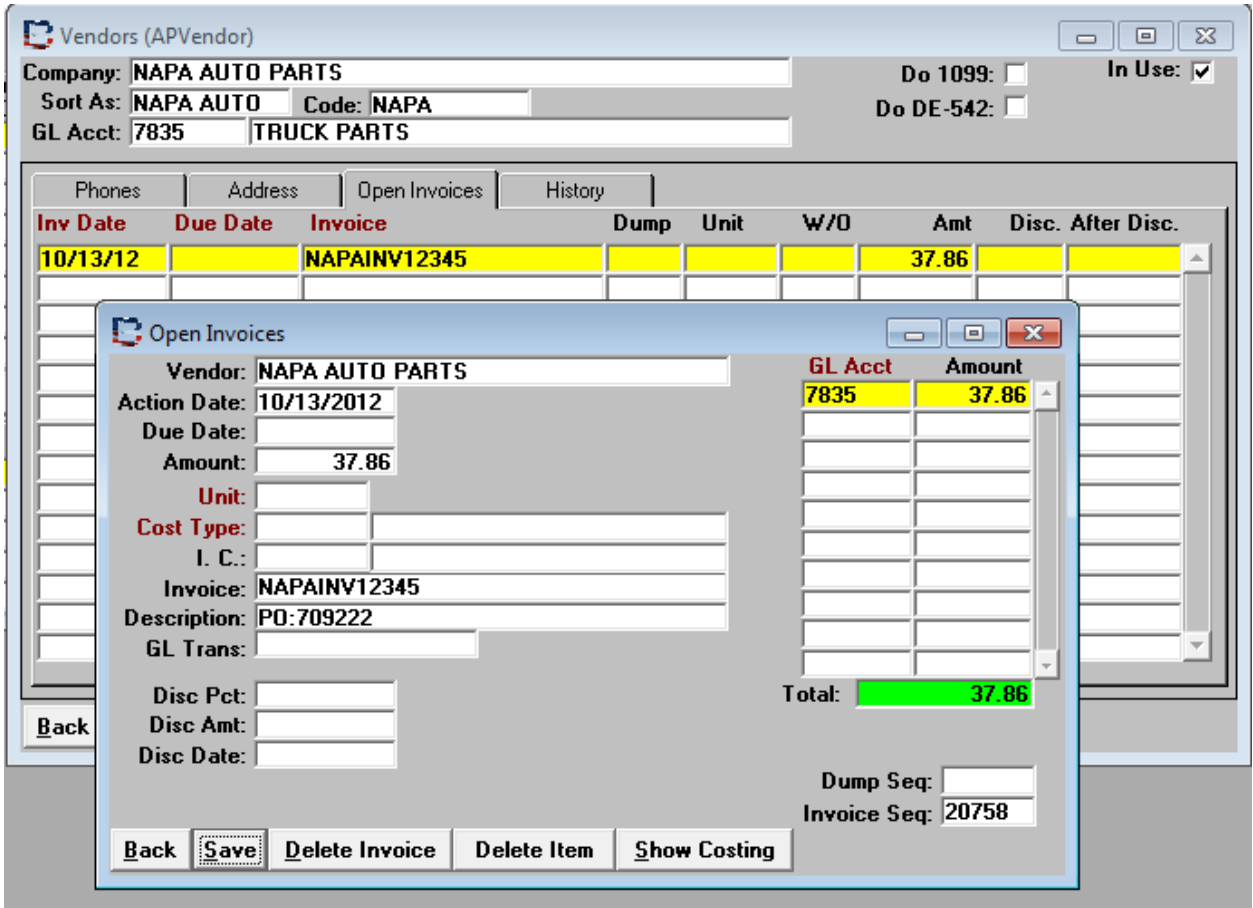 Vendors (APVendor)
Company: NAPA AUTO PARTS Do 1099: In Use:
Sort As: NAPA AUTO Code: NAPA Do DE-542:
GL Acct: 7835 TRUCK PARTS
Phones Address Open Invoices History
Inv Date Due Date Invoice Dump Unit W/O Amt Disc. After Disc.
10/13/12 NAPAINV12345 37.86
Open Invoices
Vendor: NAPA AUTO PARTS GL Acct Amount
Action Date: 10/13/2012 7835 37.86
Due Date:
Amount: 37.86
Unit:
Cost Type:
I. C.:
Invoice: NAPAINV12345
Description: PO:709222
GL Trans:
Disc Pct: Total: 37.86
Disc Amt:
Back
Disc Date:
Dump Seq:
Invoice Seq: 20758
Back Save Delete Invoice Delete Item Show Costing